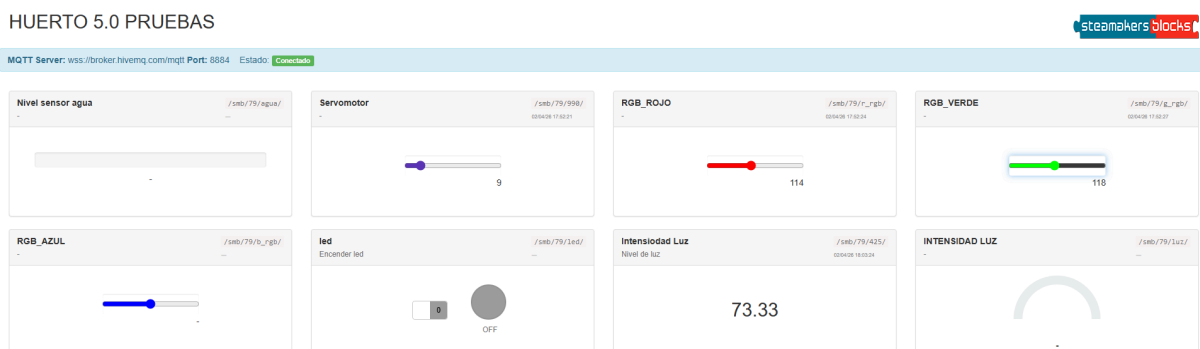 HUERTO 5.0 PRUEBAS
steamakers blocks
MQTT Server: wss://broker.hivemq.com/mqtt Port: 8884 Estado: Conectado
Nivel sensor agua /smb/79/agua/
- ...
-
Servomotor /smb/79/990/
- 02/04/26 17:52:21
9
RGB_ROJO /smb/79/r_rgb/
- 02/04/26 17:52:24
114
RGB_VERDE /smb/79/g_rgb/
- 02/04/26 17:52:27
118
RGB_AZUL /smb/79/b_rgb/
- ...
-
led /smb/79/led/
Encender led ...
0
OFF
Intensiodad Luz /smb/79/425/
Nivel de luz 02/04/26 18:03:24
73.33
INTENSIDAD LUZ /smb/79/luz/
- ...
-